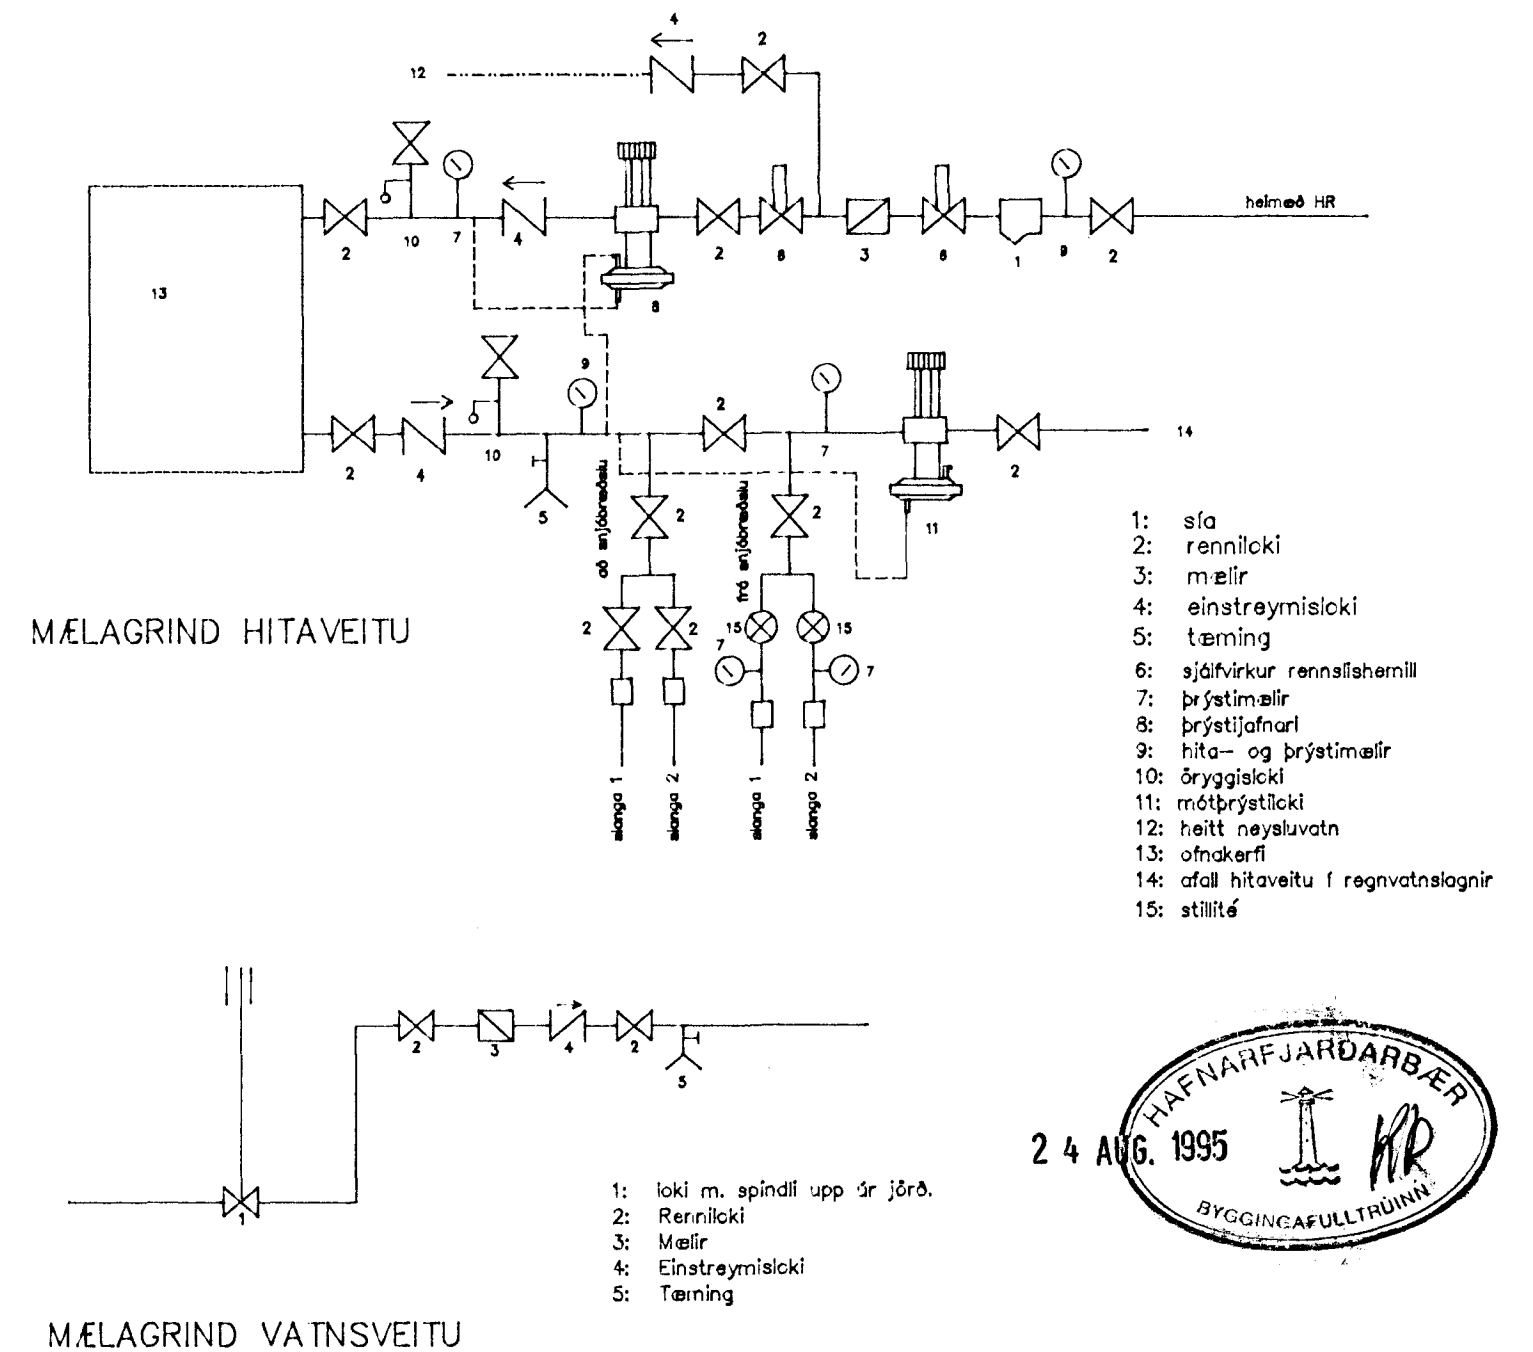 4
2
12
heimæð HR
2
10
7
4
2
6
3
6
1
9
2
13
8
9
2
14
2
4
10
5
7
2
11
að snjóbræðslu
frá snjóbræðslu
2
2
2
2
15
15
7
7
slanga 1
slanga 2
slanga 1
slanga 2
MÆLAGRIND HITAVEITU
1: sía
2: renniloki
3: mælir
4: einstreymisloki
5: tæming
6: sjálfvirkur rennslishemill
7: þrýstimælir
8: þrýstijafnari
9: hita- og þrýstimælir
10: öryggisloki
11: mótþrýstiloki
12: heitt neysluvatn
13: ofnakerfi
14: afall hitaveitu í regnvatnslagnir
15: stillité
2
3
4
2
5
1
1: loki m. spindli upp úr jörð.
2: Renniloki
3: Mælir
4: Einstreymisloki
5: Tæming
MÆLAGRIND VATNSVEITU
HAFNARFJARÐARBÆR
24 AUG. 1995
BYGGINGAFULLTRÚINN